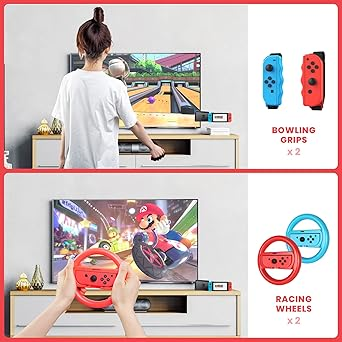 BOWLING
GRIPS
x 2
RACING
WHEELS
x 2